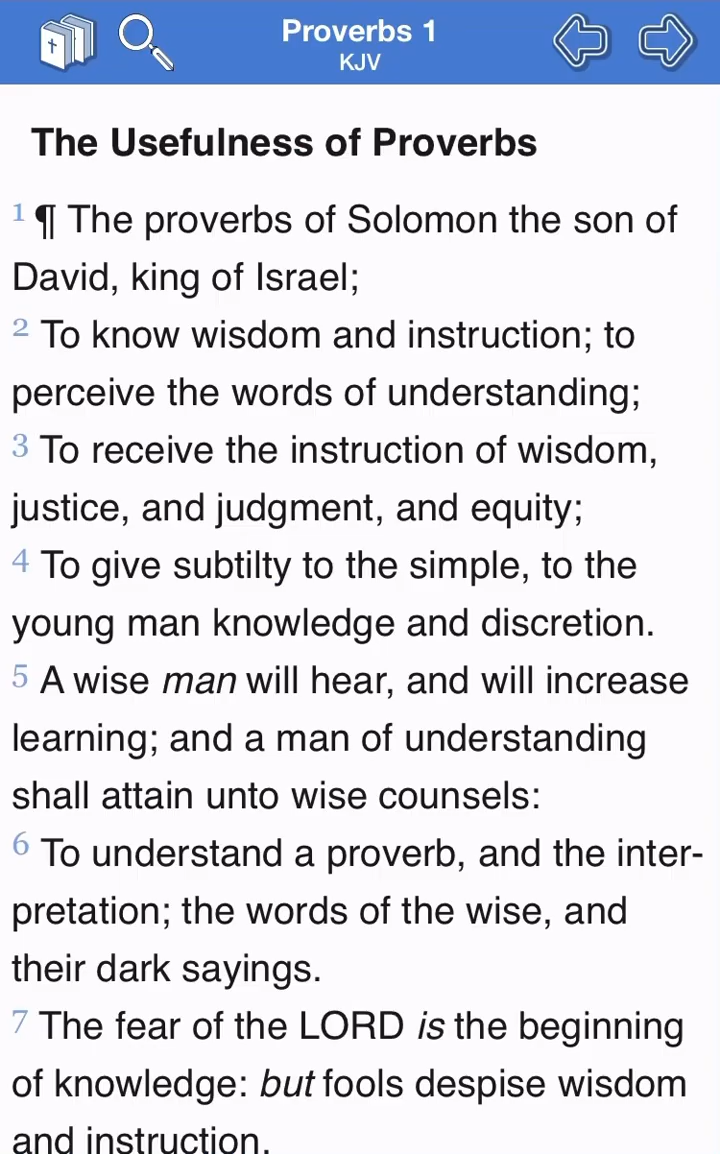 Proverbs 1
KJV
The Usefulness of Proverbs
1 ¶ The proverbs of Solomon the son of
David, king of Israel;
2 To know wisdom and instruction; to
perceive the words of understanding;
3 To receive the instruction of wisdom,
justice, and judgment, and equity;
4 To give subtilty to the simple, to the
young man knowledge and discretion.
5 A wise man will hear, and will increase
learning; and a man of understanding
shall attain unto wise counsels:
6 To understand a proverb, and the inter-
pretation; the words of the wise, and
their dark sayings.
7 The fear of the LORD is the beginning
of knowledge: but fools despise wisdom
and instruction.